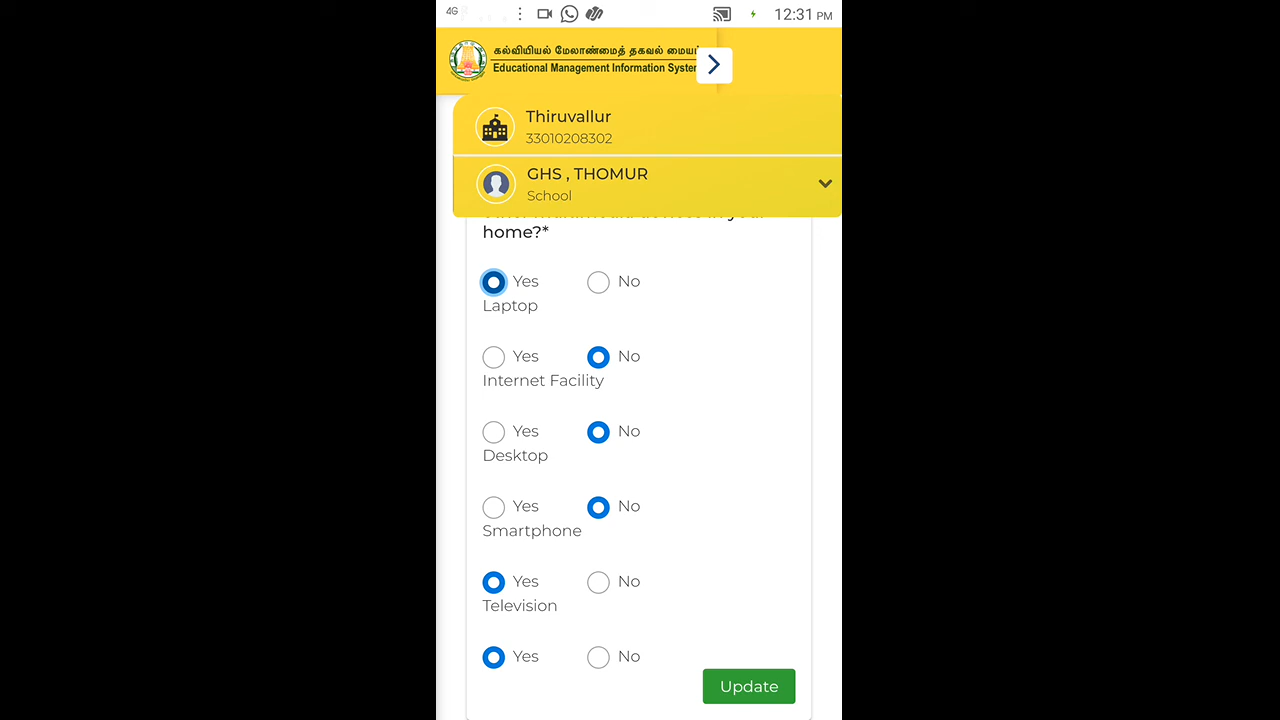 4G
12:31 PM
கல்வியியல் மேலாண்மைத் தகவல் மைய
Educational Management Information System
Thiruvallur
33010208302
GHS , THOMUR
School
home?*
Yes No
Laptop
Yes No
Internet Facility
Yes No
Desktop
Yes No
Smartphone
Yes No
Television
Yes No
Update